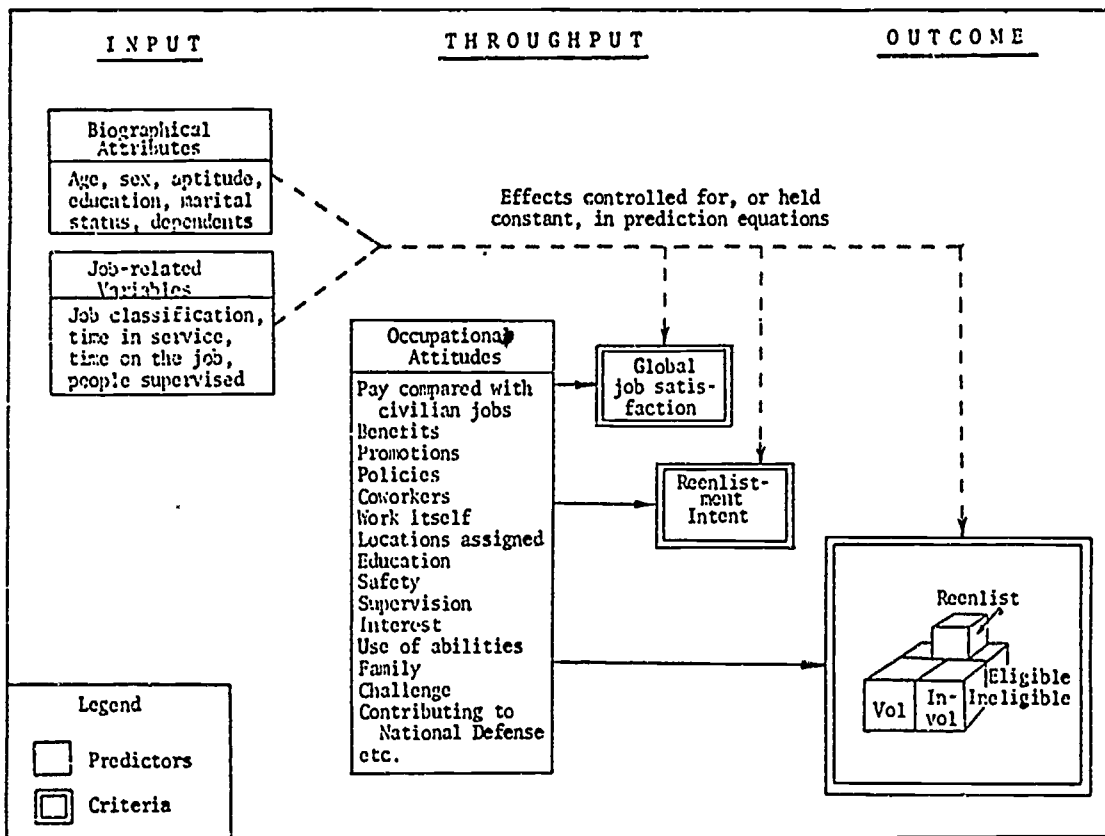 INPUT
THROUGHPUT
OUTCOME
Biographical
Attributes
Age, sex, aptitude,
education, marital
status, dependents
Job-related
Variables
Job classification,
time in service,
time on the job,
people supervised
Effects controlled for, or held
constant, in prediction equations
Occupational
Attitudes
Pay compared with
civilian jobs
Benefits
Promotions
Policies
Coworkers
Work itself
Locations assigned
Education
Safety
Supervision
Interest
Use of abilities
Family
Challenge
Contributing to
National Defense
etc.
Global
job satis-
faction
Reenlist-
ment
Intent
Reenlist
Eligible
Ineligible
Vol
In-
vol
Legend
Predictors
Criteria